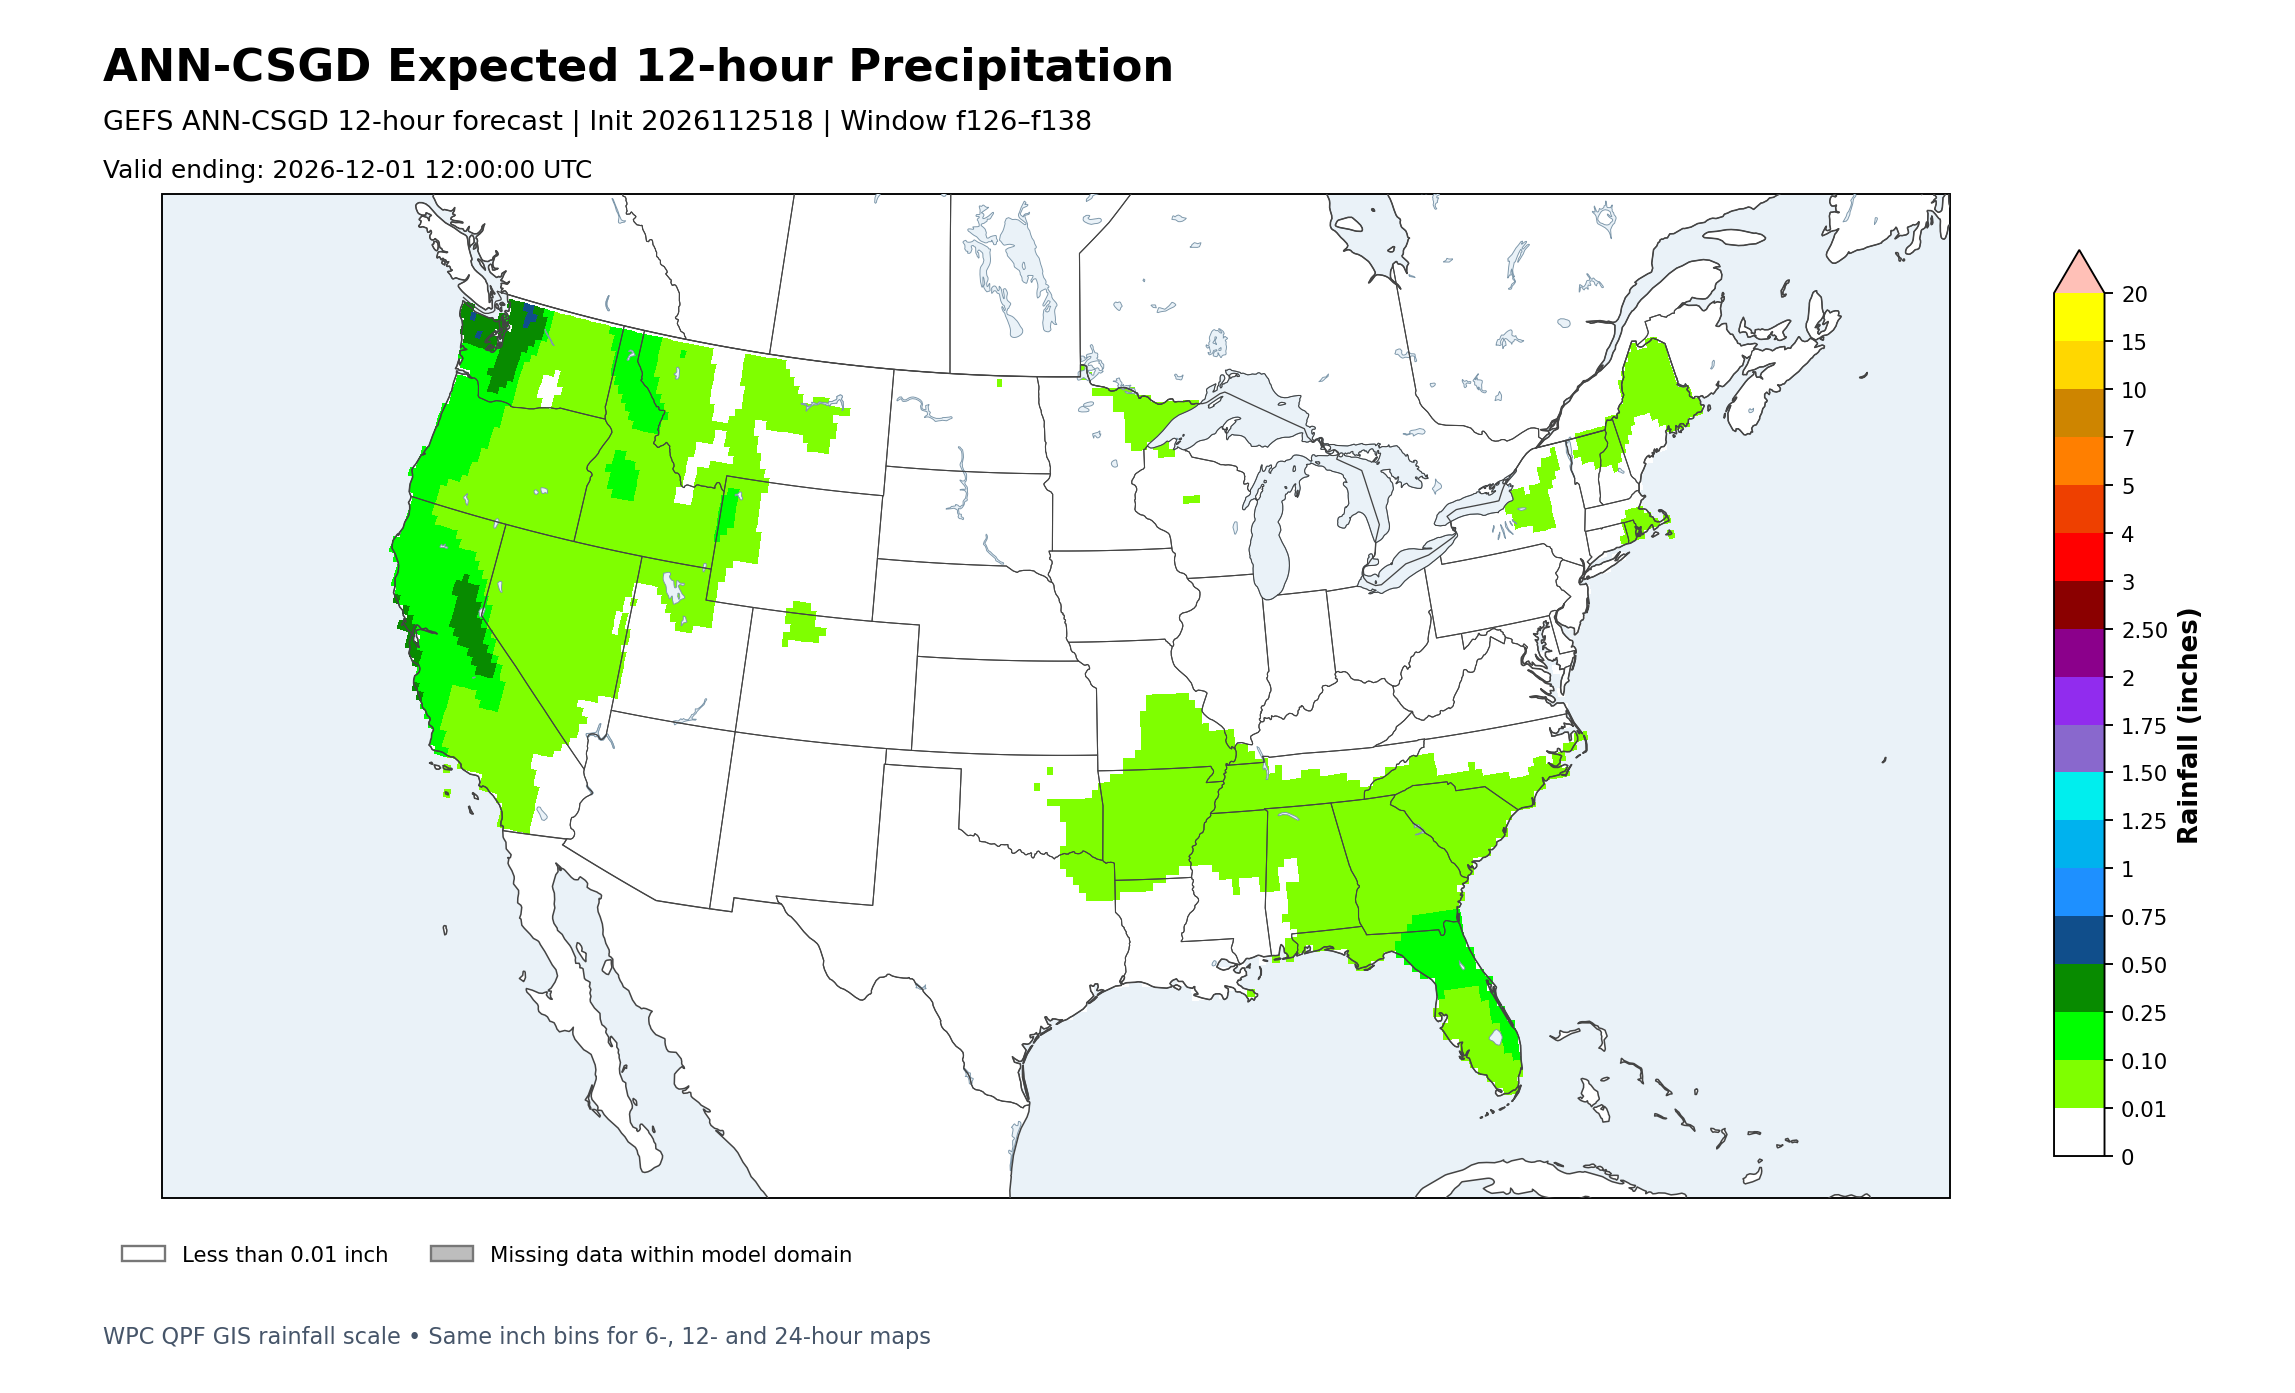 ANN-CSGD Expected 12-hour Precipitation
GEFS ANN-CSGD 12-hour forecast | Init 2026112518 | Window f126–f138
Valid ending: 2026-12-01 12:00:00 UTC
20
15
10
7
5
4
3
2.50
2
1.75
1.50
1.25
1
0.75
0.50
0.25
0.10
0.01
0
Rainfall (inches)
Less than 0.01 inch
Missing data within model domain
WPC QPF GIS rainfall scale • Same inch bins for 6-, 12- and 24-hour maps